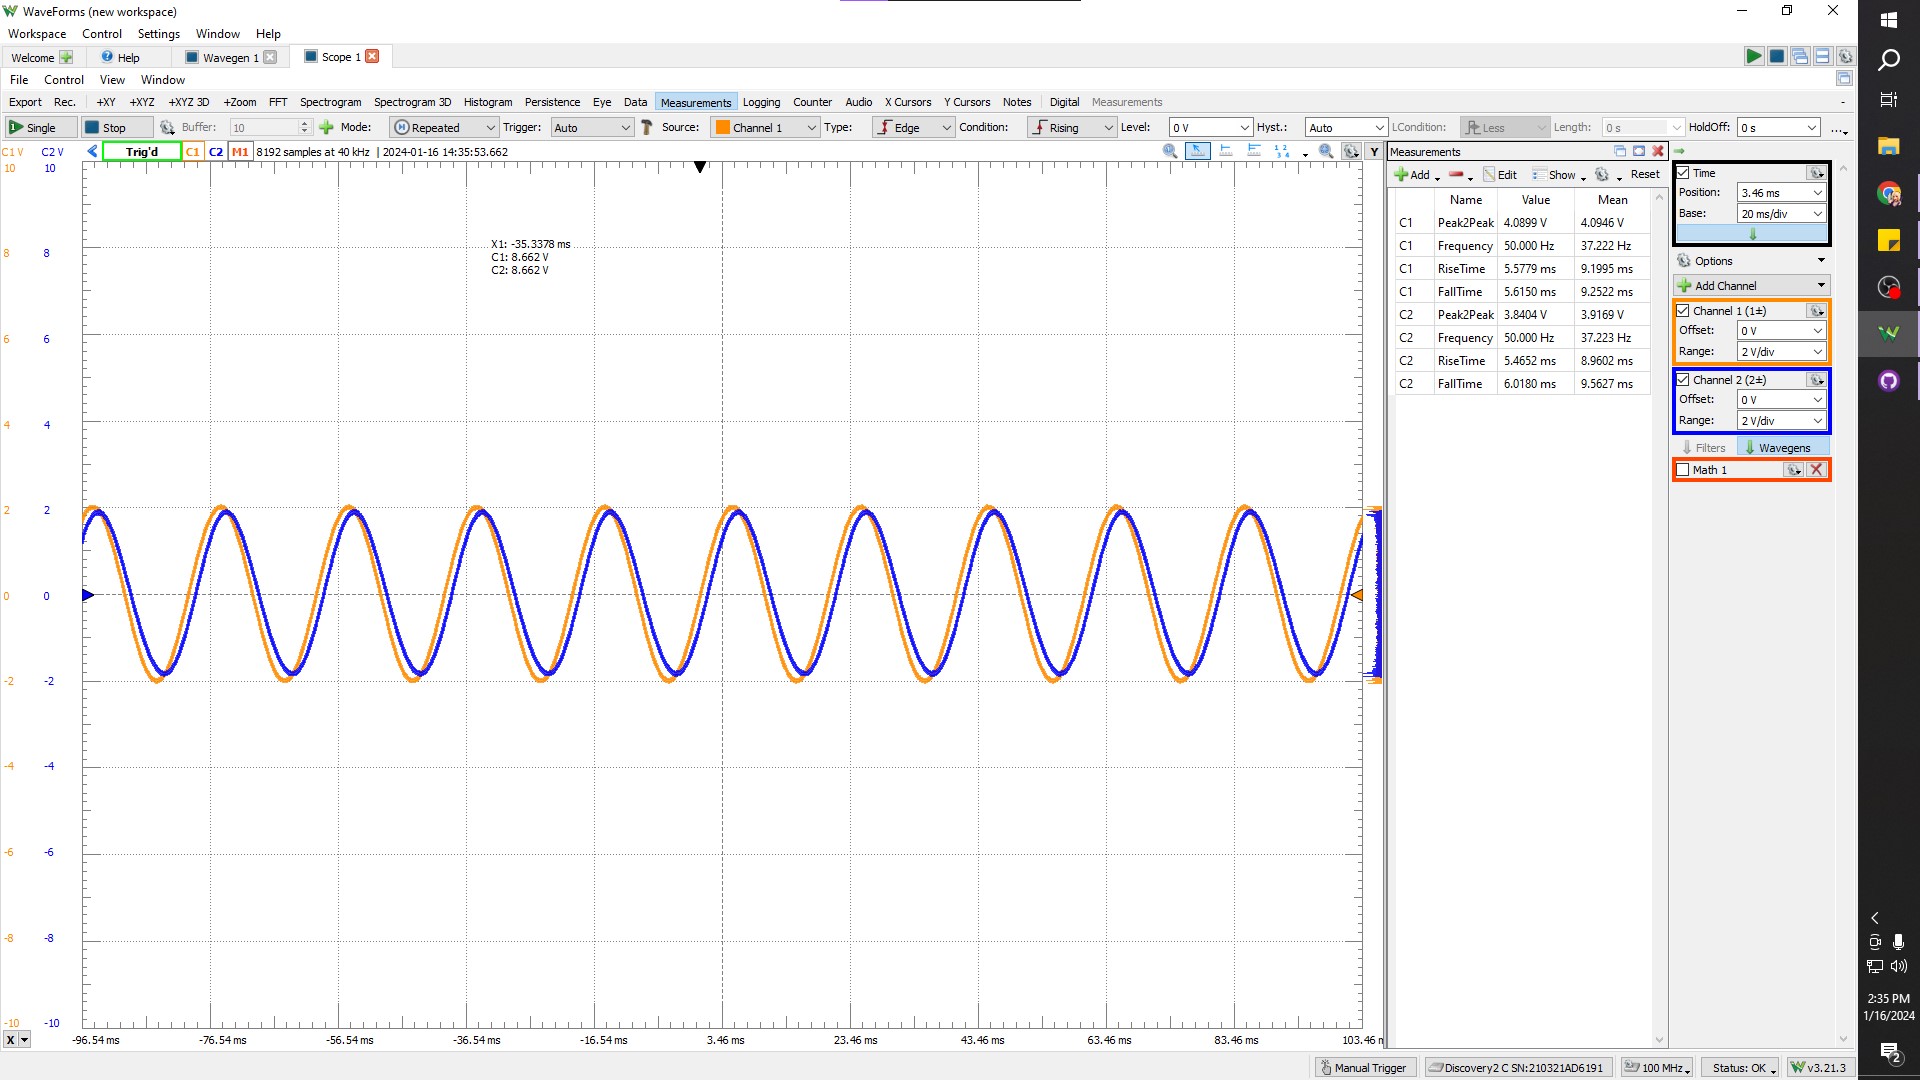 WaveForms (new workspace)
Workspace Control Settings Window Help
Welcome Help Wavegen 1 Scope 1
File Control View Window
Export Rec. +XY +XYZ +XYZ 3D +Zoom FFT Spectrogram Spectrogram 3D Histogram Persistence Eye Data Measurements Logging Counter Audio X Cursors Y Cursors Notes Digital Measurements
Single Stop Buffer: 10 Mode: Repeated Trigger: Auto Source: Channel 1 Type: Edge Condition: Rising Level: 0 V Hyst.: Auto LCondition: Less Length: 0 s HoldOff: 0 s
C1 V C2 V Trig'd C1 C2 M1 8192 samples at 40 kHz | 2024-01-16 14:35:53.662 Y
10 10
8 8
6 6
4 4
2 2
0 0
-2 -2
-4 -4
-6 -6
-8 -8
-10 -10
X1: -35.3378 ms
C1: 8.662 V
C2: 8.662 V
X -96.54 ms -76.54 ms -56.54 ms -36.54 ms -16.54 ms 3.46 ms 23.46 ms 43.46 ms 63.46 ms 83.46 ms 103.46 m
Measurements
Add Edit Show Reset
Name Value Mean
C1 Peak2Peak 4.0899 V 4.0946 V
C1 Frequency 50.000 Hz 37.222 Hz
C1 RiseTime 5.5779 ms 9.1995 ms
C1 FallTime 5.6150 ms 9.2522 ms
C2 Peak2Peak 3.8404 V 3.9169 V
C2 Frequency 50.000 Hz 37.223 Hz
C2 RiseTime 5.4652 ms 8.9602 ms
C2 FallTime 6.0180 ms 9.5627 ms
Time
Position: 3.46 ms
Base: 20 ms/div
Options
Add Channel
Channel 1 (1±)
Offset: 0 V
Range: 2 V/div
Channel 2 (2±)
Offset: 0 V
Range: 2 V/div
Filters Wavegens
Math 1
Manual Trigger Discovery2 C SN:210321AD6191 100 MHz Status: OK v3.21.3
2:35 PM
1/16/2024
2